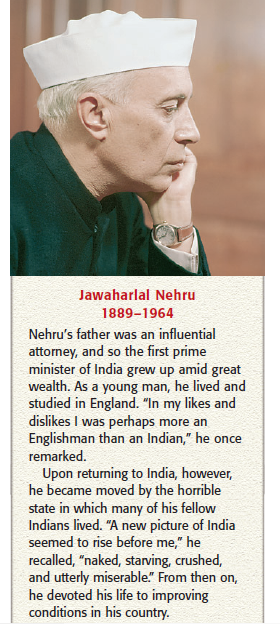 Jawaharlal Nehru
1889–1964
Nehru’s father was an influential
attorney, and so the first prime
minister of India grew up amid great
wealth. As a young man, he lived and
studied in England. “In my likes and
dislikes I was perhaps more an
Englishman than an Indian,” he once
remarked.
Upon returning to India, however,
he became moved by the horrible
state in which many of his fellow
Indians lived. “A new picture of India
seemed to rise before me,” he
recalled, “naked, starving, crushed,
and utterly miserable.” From then on,
he devoted his life to improving
conditions in his country.